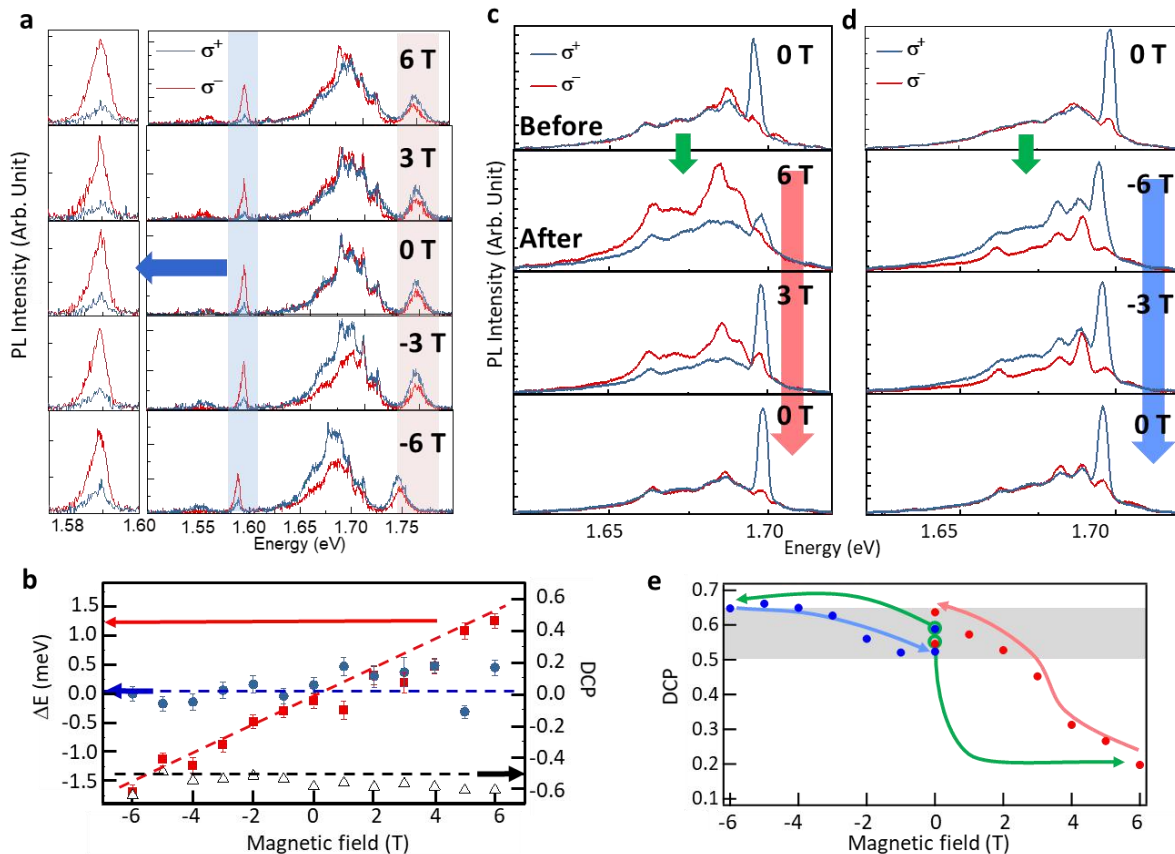 a
σ+
σ−
6 T
3 T
0 T
-3 T
-6 T
PL Intensity (Arb. Unit)
1.58 1.60 1.55 1.60 1.65 1.70 1.75
Energy (eV)
c
σ+
σ−
0 T
Before
6 T
After
3 T
0 T
PL Intensity (Arb. Unit)
1.65 1.70
d
σ+
σ−
0 T
-6 T
-3 T
0 T
1.65 1.70
Energy (eV)
b
1.5
1.0
0.5
0.0
-0.5
1.0
-1.5
ΔE (meV)
0.6
0.4
0.2
0.0
-0.2
-0.4
-0.6
DCP
-6 -4 -2 0 2 4 6
Magnetic field (T)
e
0.7
0.6
0.5
0.4
0.3
0.2
0.1
DCP
-6 -4 -2 0 2 4 6
Magnetic field (T)